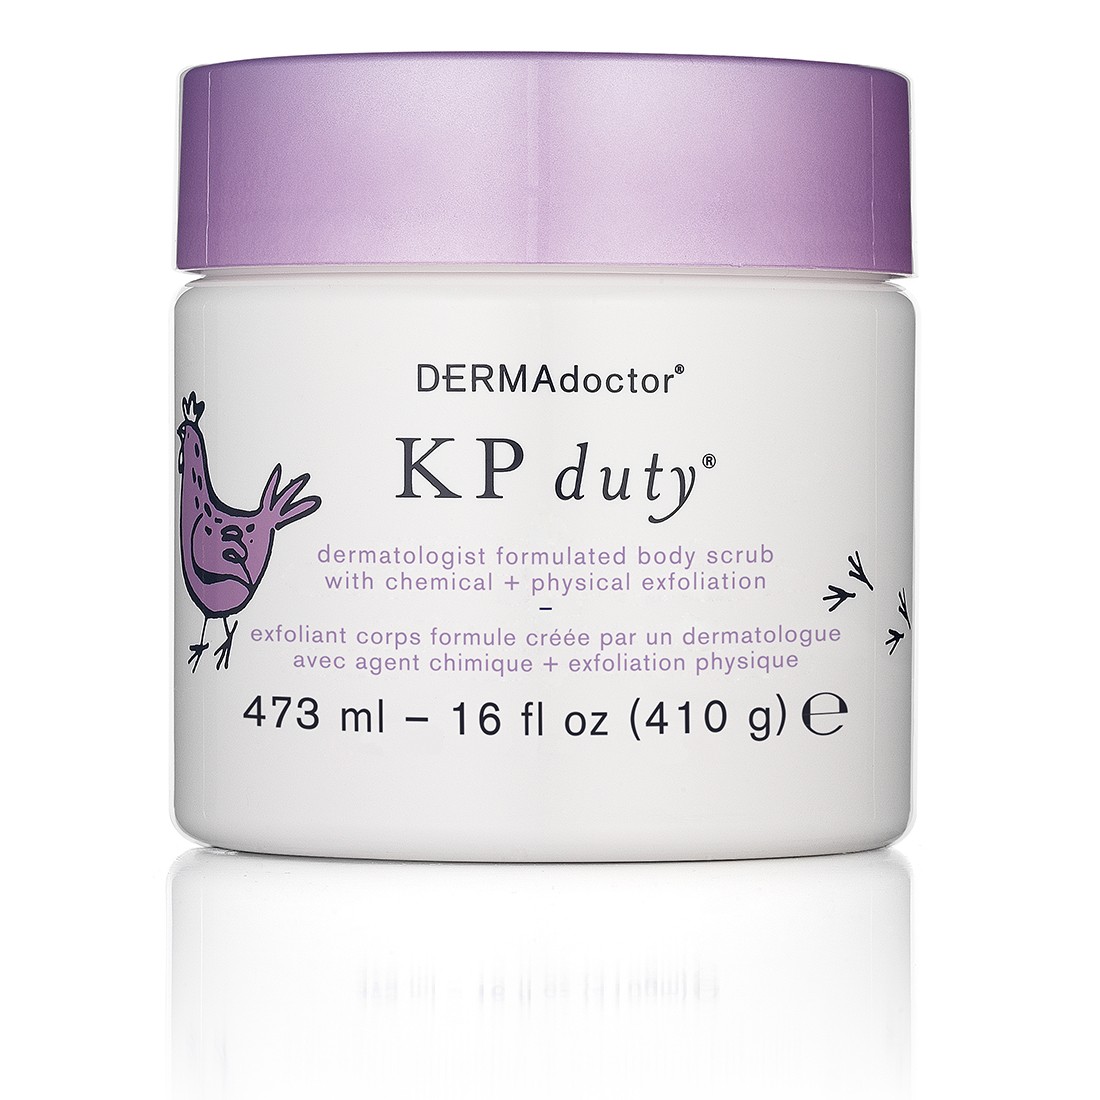 DERMAdoctor®
KP duty®
dermatologist formulated body scrub
with chemical + physical exfoliation
–
exfoliant corps formule créée par un dermatologue
avec agent chimique + exfoliation physique
473 ml – 16 fl oz (410 g) ℮